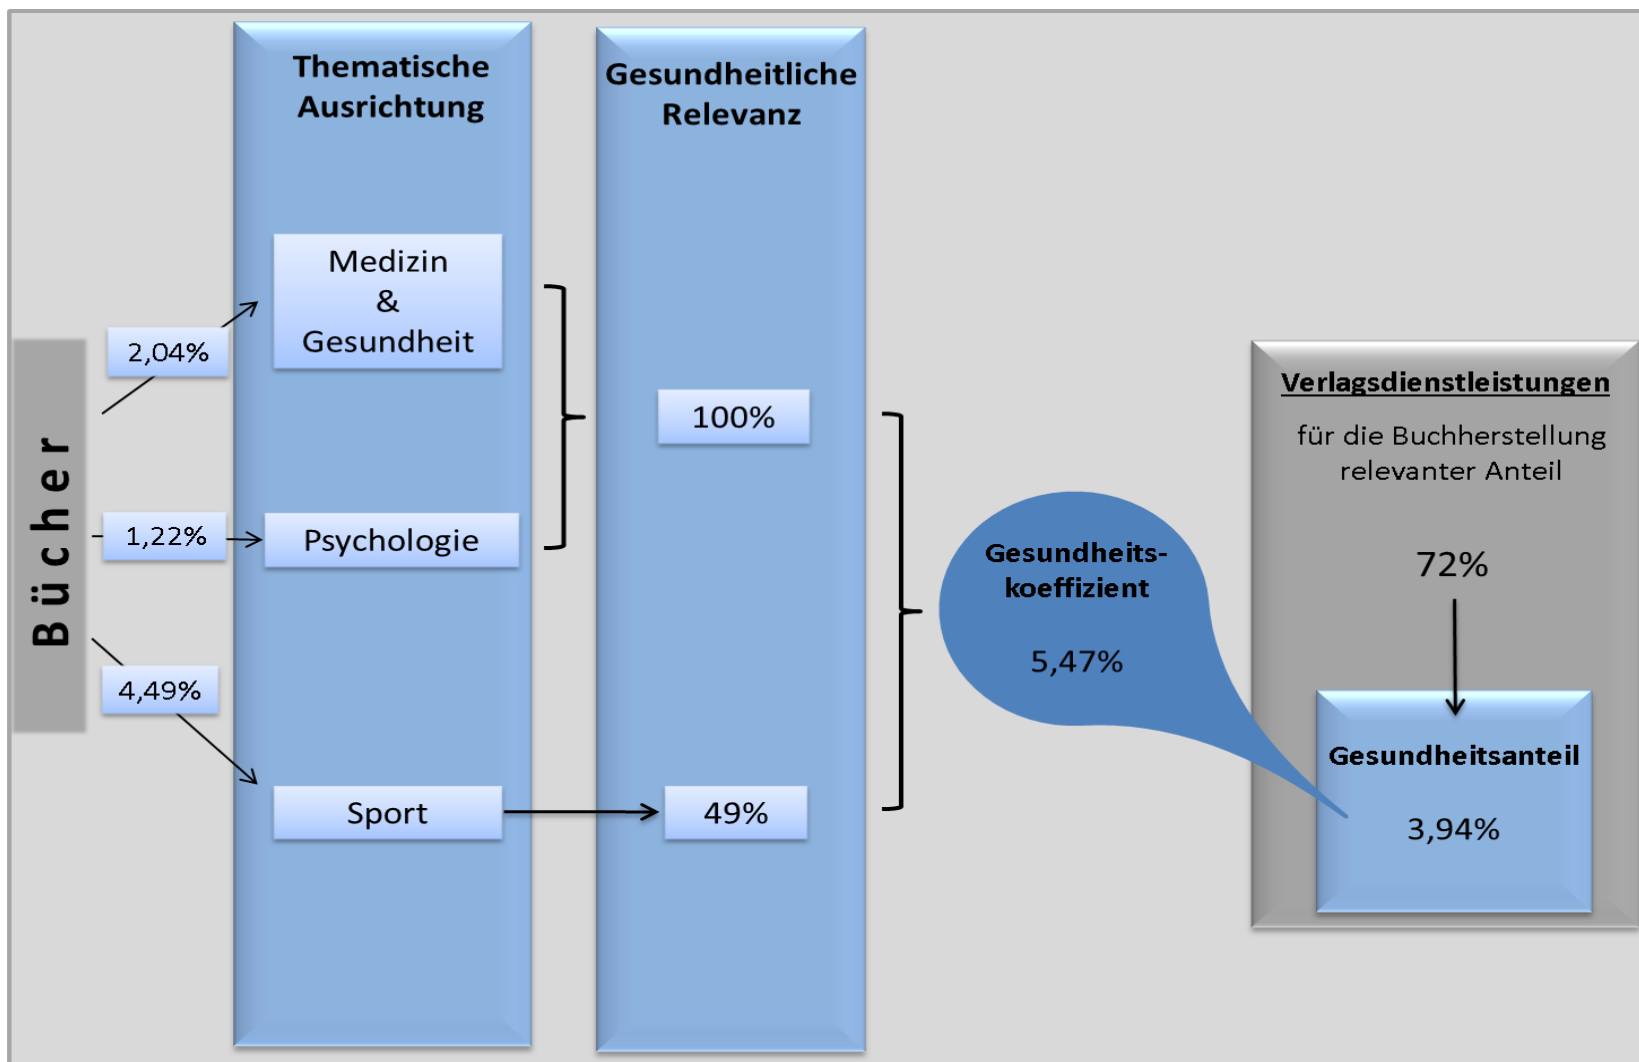 Bücher
2,04%
1,22%
4,49%
Thematische
Ausrichtung
Medizin
&
Gesundheit
Psychologie
Sport
Gesundheitliche
Relevanz
100%
49%
Gesundheits-
koeffizient
5,47%
Verlagsdienstleistungen
für die Buchherstellung
relevanter Anteil
72%
Gesundheitsanteil
3,94%